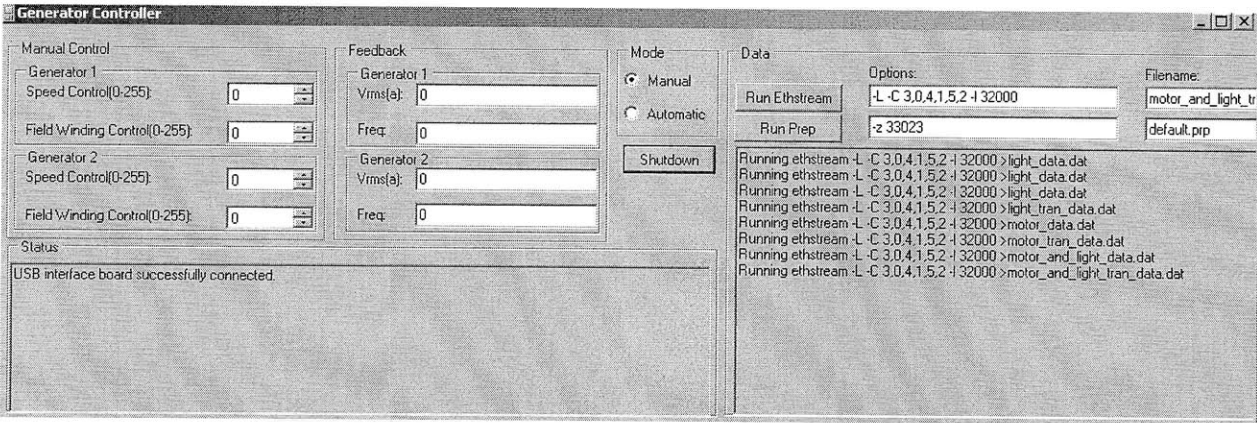 Generator Controller
Manual Control
Generator 1
Speed Control(0-255):
0
Field Winding Control(0-255):
0
Generator 2
Speed Control(0-255):
0
Field Winding Control(0-255):
0
Feedback
Generator 1
Vrms(a):
0
Freq:
0
Generator 2
Vrms(a):
0
Freq:
0
Mode
Manual
Automatic
Shutdown
Data
Options:
Filename:
Run Ethstream
-L -C 3,0,4,1,5,2 -l 32000
motor_and_light_tr
Run Prep
-z 33023
default.prp
Running ethstream -L -C 3,0,4,1,5,2 -l 32000 >light_data.dat
Running ethstream -L -C 3,0,4,1,5,2 -l 32000 >light_data.dat
Running ethstream -L -C 3,0,4,1,5,2 -l 32000 >light_data.dat
Running ethstream -L -C 3,0,4,1,5,2 -l 32000 >light_tran_data.dat
Running ethstream -L -C 3,0,4,1,5,2 -l 32000 >motor_data.dat
Running ethstream -L -C 3,0,4,1,5,2 -l 32000 >motor_tran_data.dat
Running ethstream -L -C 3,0,4,1,5,2 -l 32000 >motor_and_light_data.dat
Running ethstream -L -C 3,0,4,1,5,2 -l 32000 >motor_and_light_tran_data.dat
Status
USB interface board successfully connected.